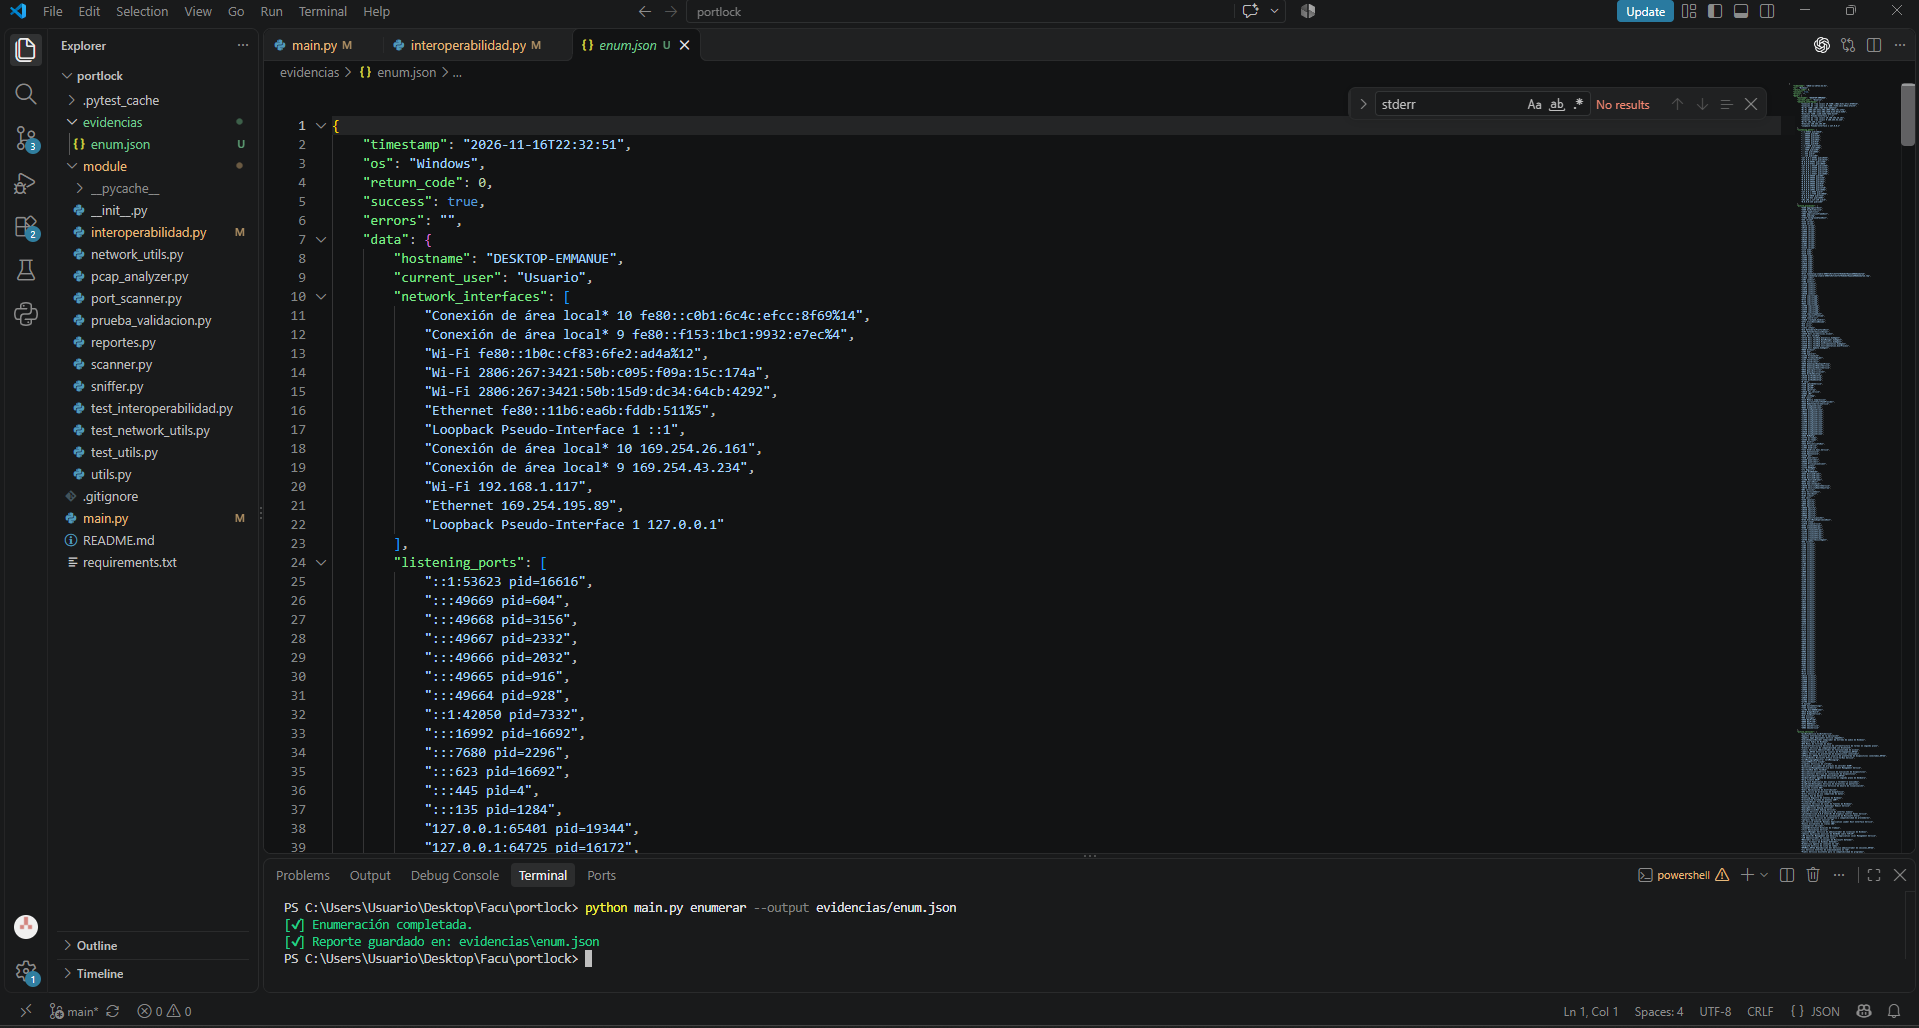 File Edit Selection View Go Run Terminal Help
portlock
Update
Explorer
portlock
.pytest_cache
evidencias
enum.json U
module
__pycache__
__init__.py
interoperabilidad.py M
network_utils.py
pcap_analyzer.py
port_scanner.py
prueba_validacion.py
reportes.py
scanner.py
sniffer.py
test_interoperabilidad.py
test_network_utils.py
test_utils.py
utils.py
.gitignore
main.py M
README.md
requirements.txt
Outline
Timeline
3
2
1
main.py M interoperabilidad.py M {} enum.json U
evidencias > {} enum.json > ...
stderr Aa ab .* No results
1 {
2 "timestamp": "2026-11-16T22:32:51",
3 "os": "Windows",
4 "return_code": 0,
5 "success": true,
6 "errors": "",
7 "data": {
8 "hostname": "DESKTOP-EMMANUE",
9 "current_user": "Usuario",
10 "network_interfaces": [
11 "Conexión de área local* 10 fe80::c0b1:6c4c:efcc:8f69%14",
12 "Conexión de área local* 9 fe80::f153:1bc1:9932:e7ec%4",
13 "Wi-Fi fe80::1b0c:cf83:6fe2:ad4a%12",
14 "Wi-Fi 2806:267:3421:50b:c095:f09a:15c:174a",
15 "Wi-Fi 2806:267:3421:50b:15d9:dc34:64cb:4292",
16 "Ethernet fe80::11b6:ea6b:fddb:511%5",
17 "Loopback Pseudo-Interface 1 ::1",
18 "Conexión de área local* 10 169.254.26.161",
19 "Conexión de área local* 9 169.254.43.234",
20 "Wi-Fi 192.168.1.117",
21 "Ethernet 169.254.195.89",
22 "Loopback Pseudo-Interface 1 127.0.0.1"
23 ],
24 "listening_ports": [
25 "::1:53623 pid=16616",
26 ":::49669 pid=604",
27 ":::49668 pid=3156",
28 ":::49667 pid=2332",
29 ":::49666 pid=2032",
30 ":::49665 pid=916",
31 ":::49664 pid=928",
32 "::1:42050 pid=7332",
33 ":::16992 pid=16692",
34 ":::7680 pid=2296",
35 ":::623 pid=16692",
36 ":::445 pid=4",
37 ":::135 pid=1284",
38 "127.0.0.1:65401 pid=19344",
39 "127.0.0.1:64725 pid=16172",
Problems Output Debug Console Terminal Ports
powershell
PS C:\Users\Usuario\Desktop\Facu\portlock> python main.py enumerar --output evidencias/enum.json
[✓] Enumeración completada.
[✓] Reporte guardado en: evidencias\enum.json
PS C:\Users\Usuario\Desktop\Facu\portlock>
main* 0 0
Ln 1, Col 1 Spaces: 4 UTF-8 CRLF {} JSON